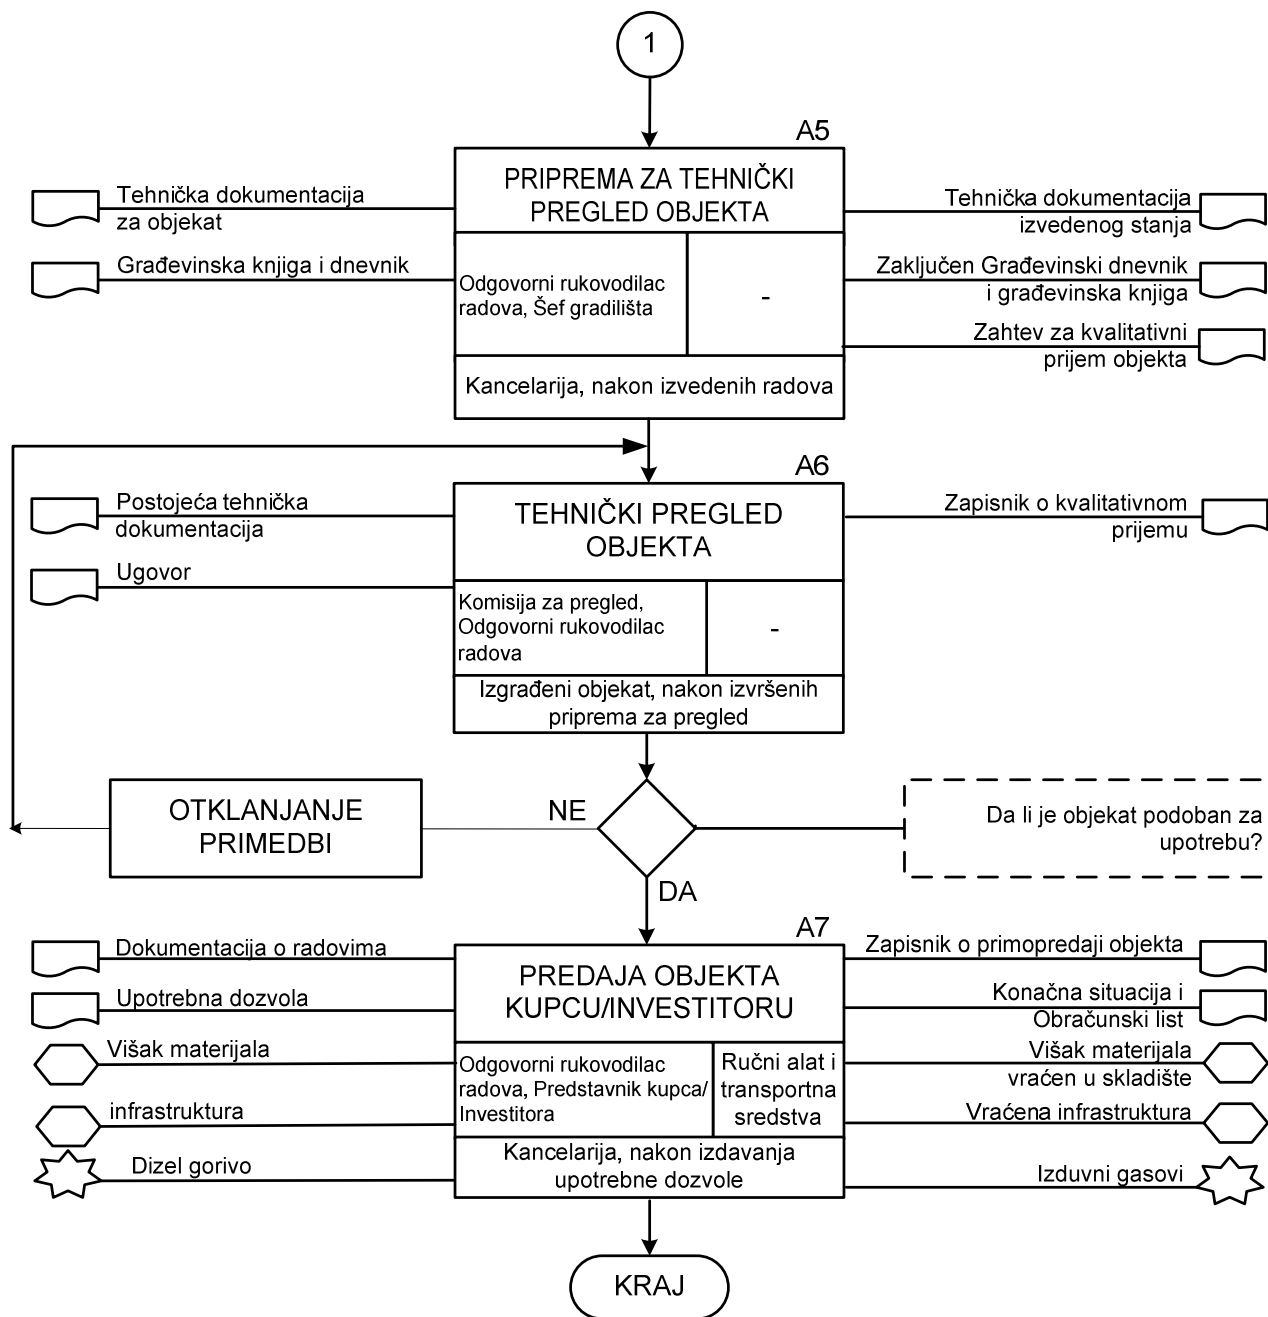 1
A5
PRIPREMA ZA TEHNIČKI
PREGLED OBJEKTA
Tehnička dokumentacija
za objekat
Građevinska knjiga i dnevnik
Odgovorni rukovodilac
radova, Šef gradilišta
-
Kancelarija, nakon izvedenih radova
Tehnička dokumentacija
izvedenog stanja
Zaključen Građevinski dnevnik
i građevinska knjiga
Zahtev za kvalitativni
prijem objekta
A6
TEHNIČKI PREGLED
OBJEKTA
Postojeća tehnička
dokumentacija
Ugovor
Komisija za pregled,
Odgovorni rukovodilac
radova
-
Izgrađeni objekat, nakon izvršenih
priprema za pregled
Zapisnik o kvalitativnom
prijemu
OTKLANJANJE
PRIMEDBI
NE
Da li je objekat podoban za
upotrebu?
DA
A7
PREDAJA OBJEKTA
KUPCU/INVESTITORU
Dokumentacija o radovima
Upotrebna dozvola
Višak materijala
infrastruktura
Dizel gorivo
Odgovorni rukovodilac
radova, Predstavnik kupca/
Investitora
Ručni alat i
transportna
sredstva
Kancelarija, nakon izdavanja
upotrebne dozvole
Zapisnik o primopredaji objekta
Konačna situacija i
Obračunski list
Višak materijala
vraćen u skladište
Vraćena infrastruktura
Izduvni gasovi
KRAJ